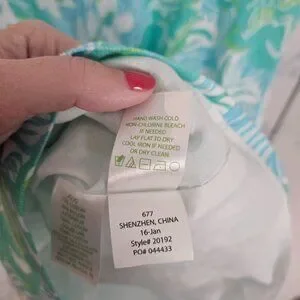 HAND WASH COLD
NON-CHLORINE BLEACH
IF NEEDED
LAY FLAT TO DRY
COOL IRON IF NEEDED
OR DRY CLEAN
677
SHENZHEN, CHINA
16-Jan
Style# 20192
PO# 044433